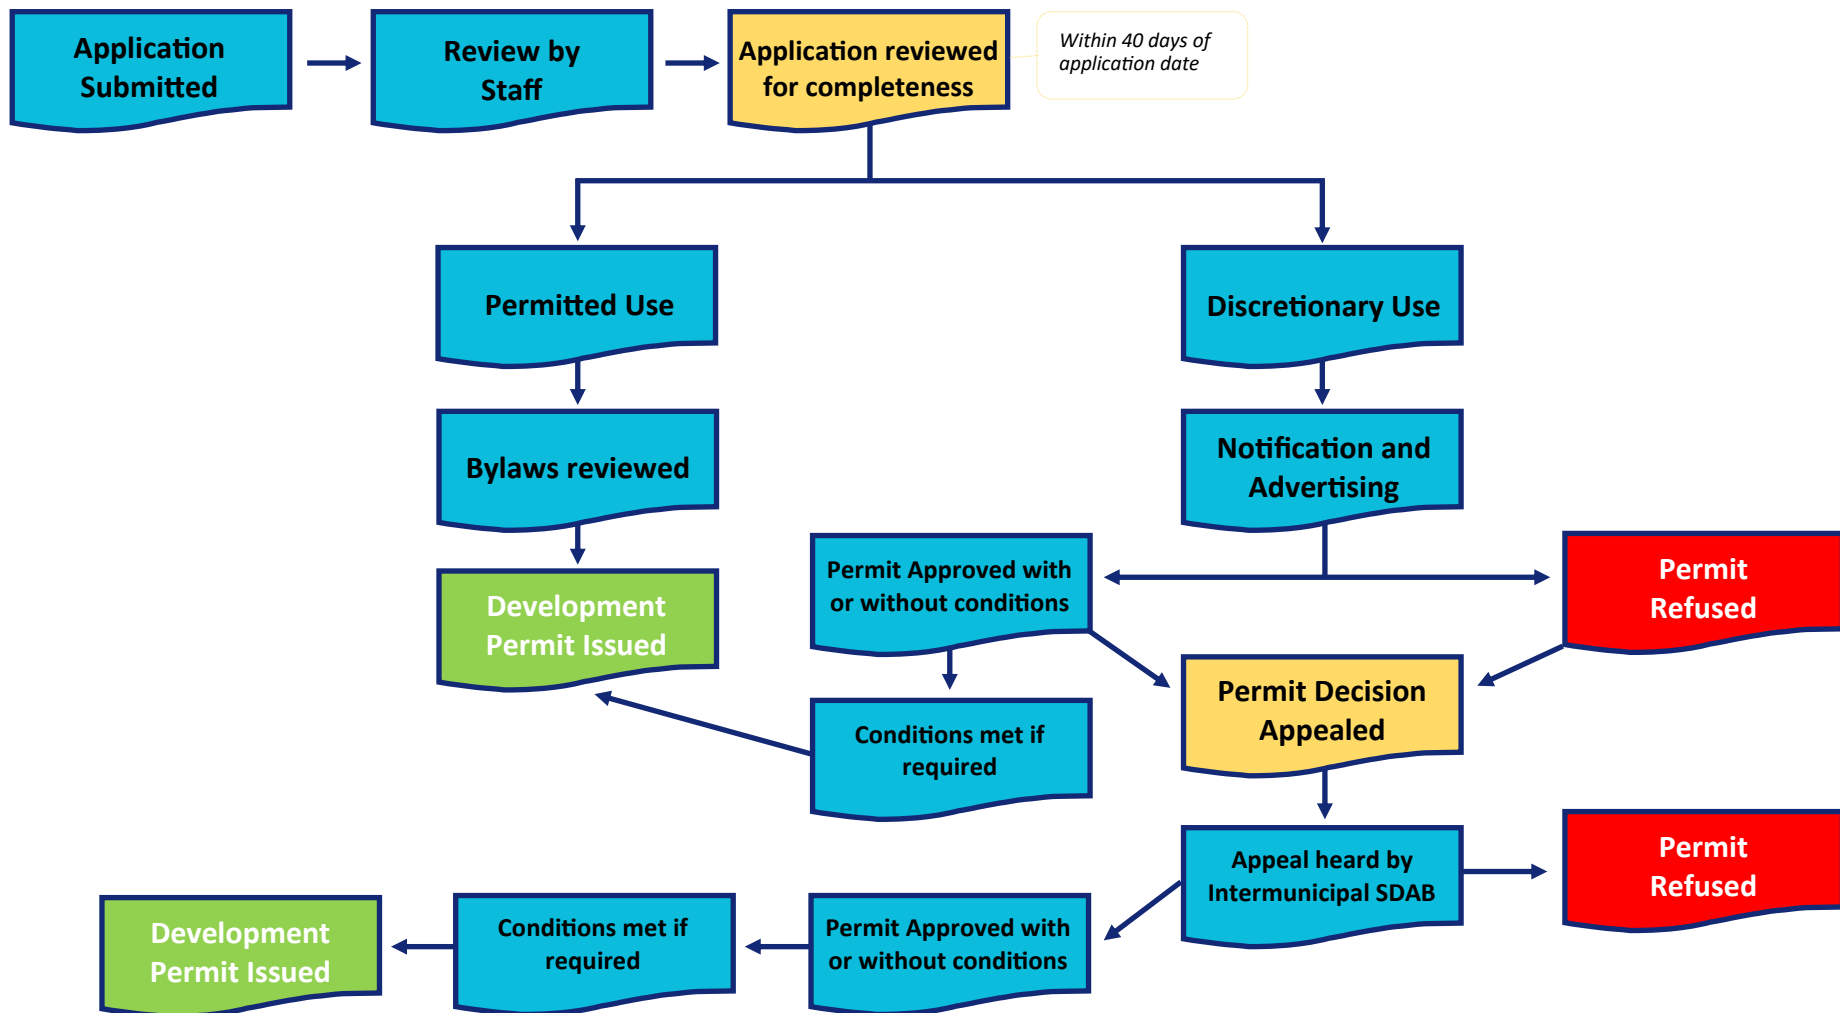 Application
Submitted
Review by
Staff
Application reviewed
for completeness
Within 40 days of
application date
Permitted Use
Discretionary Use
Bylaws reviewed
Notification and
Advertising
Development
Permit Issued
Permit Approved with
or without conditions
Permit
Refused
Conditions met if
required
Permit Decision
Appealed
Appeal heard by
Intermunicipal SDAB
Permit
Refused
Development
Permit Issued
Conditions met if
required
Permit Approved with
or without conditions